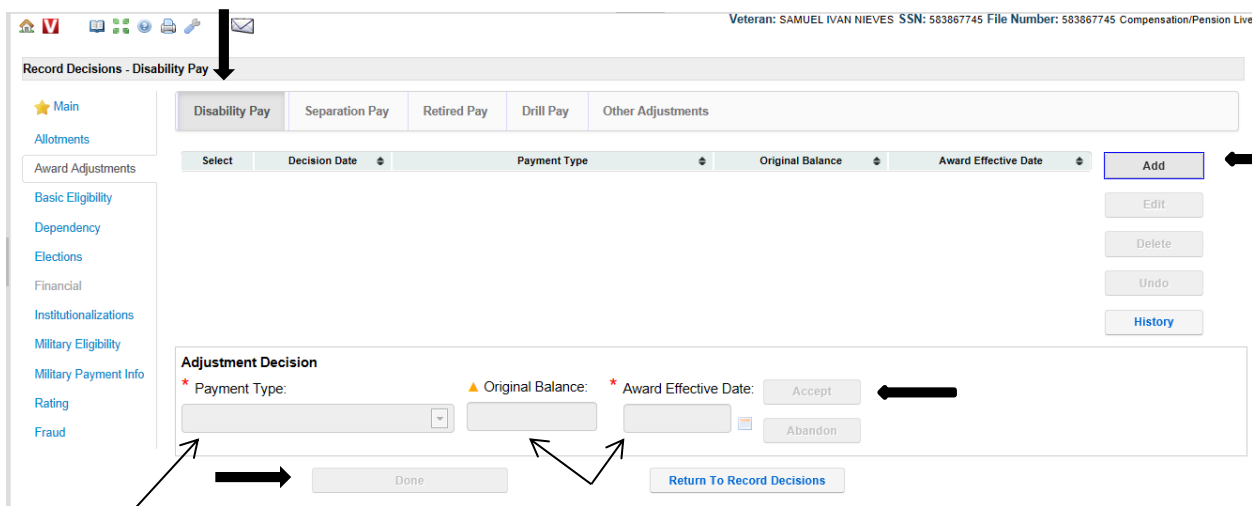 Veteran: SAMUEL IVAN NIEVES SSN: 583867745 File Number: 583867745 Compensation/Pension Live
Record Decisions - Disability Pay
Main
Allotments
Award Adjustments
Basic Eligibility
Dependency
Elections
Financial
Institutionalizations
Military Eligibility
Military Payment Info
Rating
Fraud
Disability Pay Separation Pay Retired Pay Drill Pay Other Adjustments
Select Decision Date Payment Type Original Balance Award Effective Date
Add
Edit
Delete
Undo
History
Adjustment Decision
* Payment Type: Original Balance: * Award Effective Date: Accept
Abandon
Done Return To Record Decisions